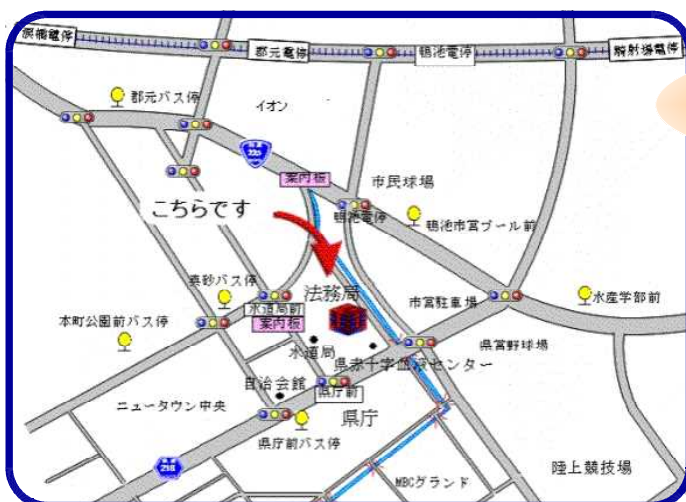 涙橋電停
郡元電停
鴨池電停
騎射場電停
郡元バス停
イオン
国道
225
案内板
市民球場
こちらです
鴨池電停
鴨池市営プール前
真砂バス停
法務局
水道局前
案内板
市営駐車場
水産学部前
本町公園前バス停
水道局
県赤十字血液センター
県営野球場
自治会館
県庁前
ニュータウン中央
県庁
県庁前バス停
陸上競技場
MBCグランド